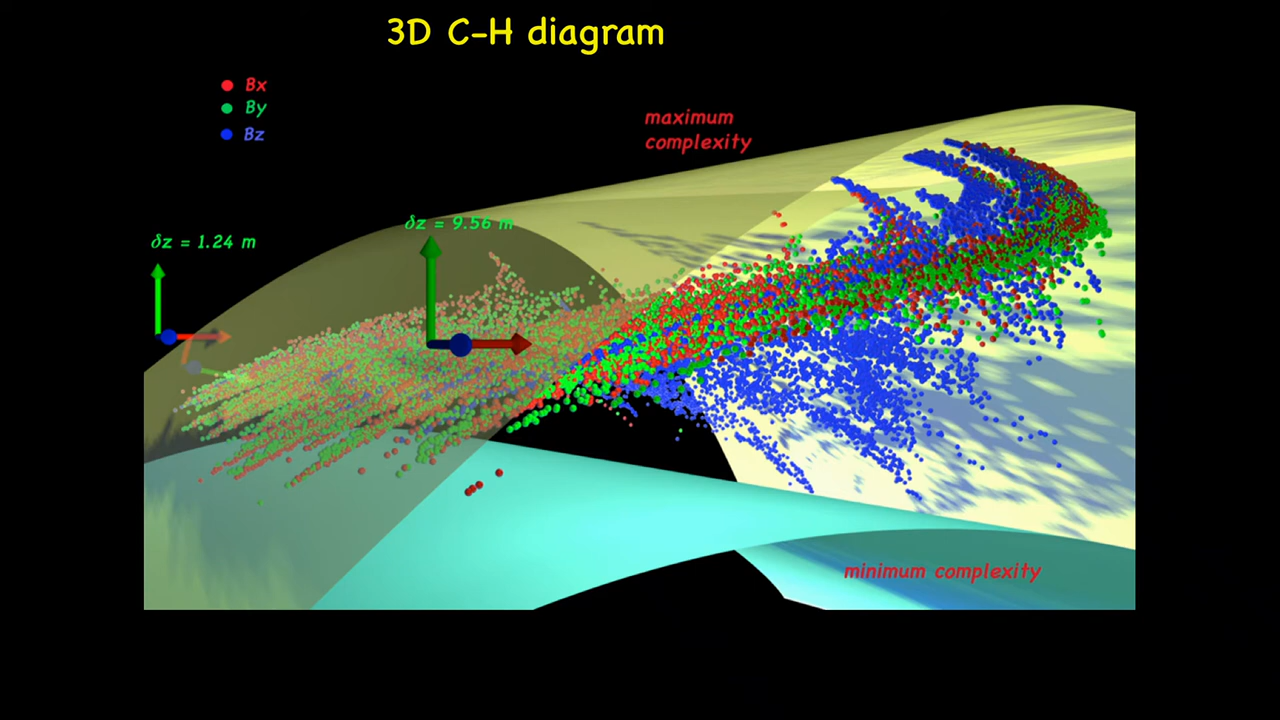 3D C-H diagram
Bx
By
Bz
maximum
complexity
δz = 9.56 m
δz = 1.24 m
minimum complexity